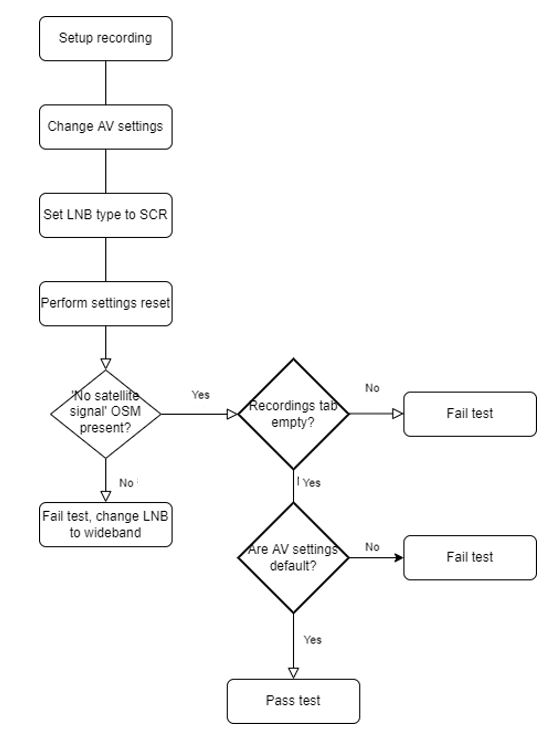 Setup recording
Change AV settings
Set LNB type to SCR
Perform settings reset
'No satellite
signal' OSM
present?
Yes
Recordings tab
empty?
No
Fail test
No
Fail test, change LNB
to wideband
Yes
Are AV settings
default?
No
Fail test
Yes
Pass test